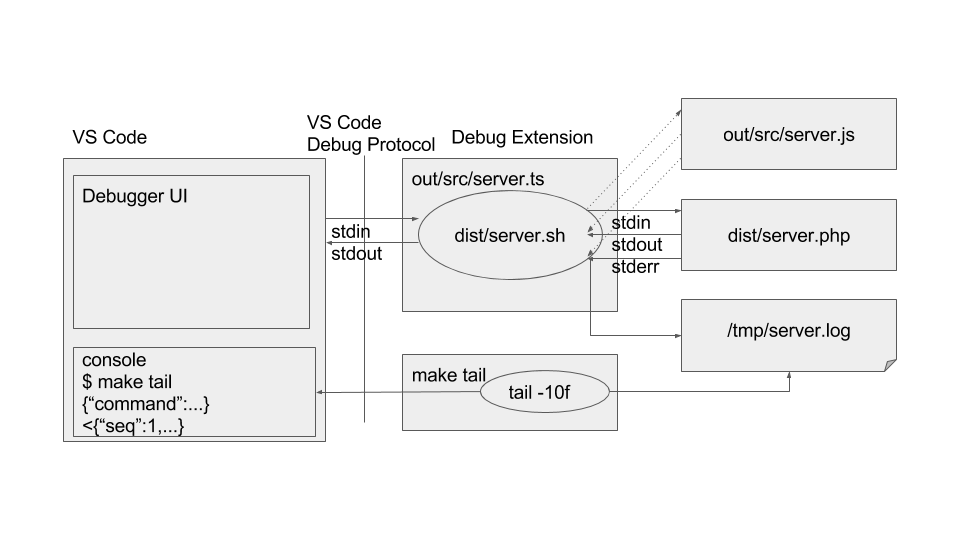 VS Code
VS Code
Debug Protocol
Debug Extension
Debugger UI
console
$ make tail
{“command”:...}
<{“seq”:1,...}
stdin
stdout
out/src/server.ts
dist/server.sh
stdin
stdout
stderr
make tail
tail -10f
out/src/server.js
dist/server.php
/tmp/server.log